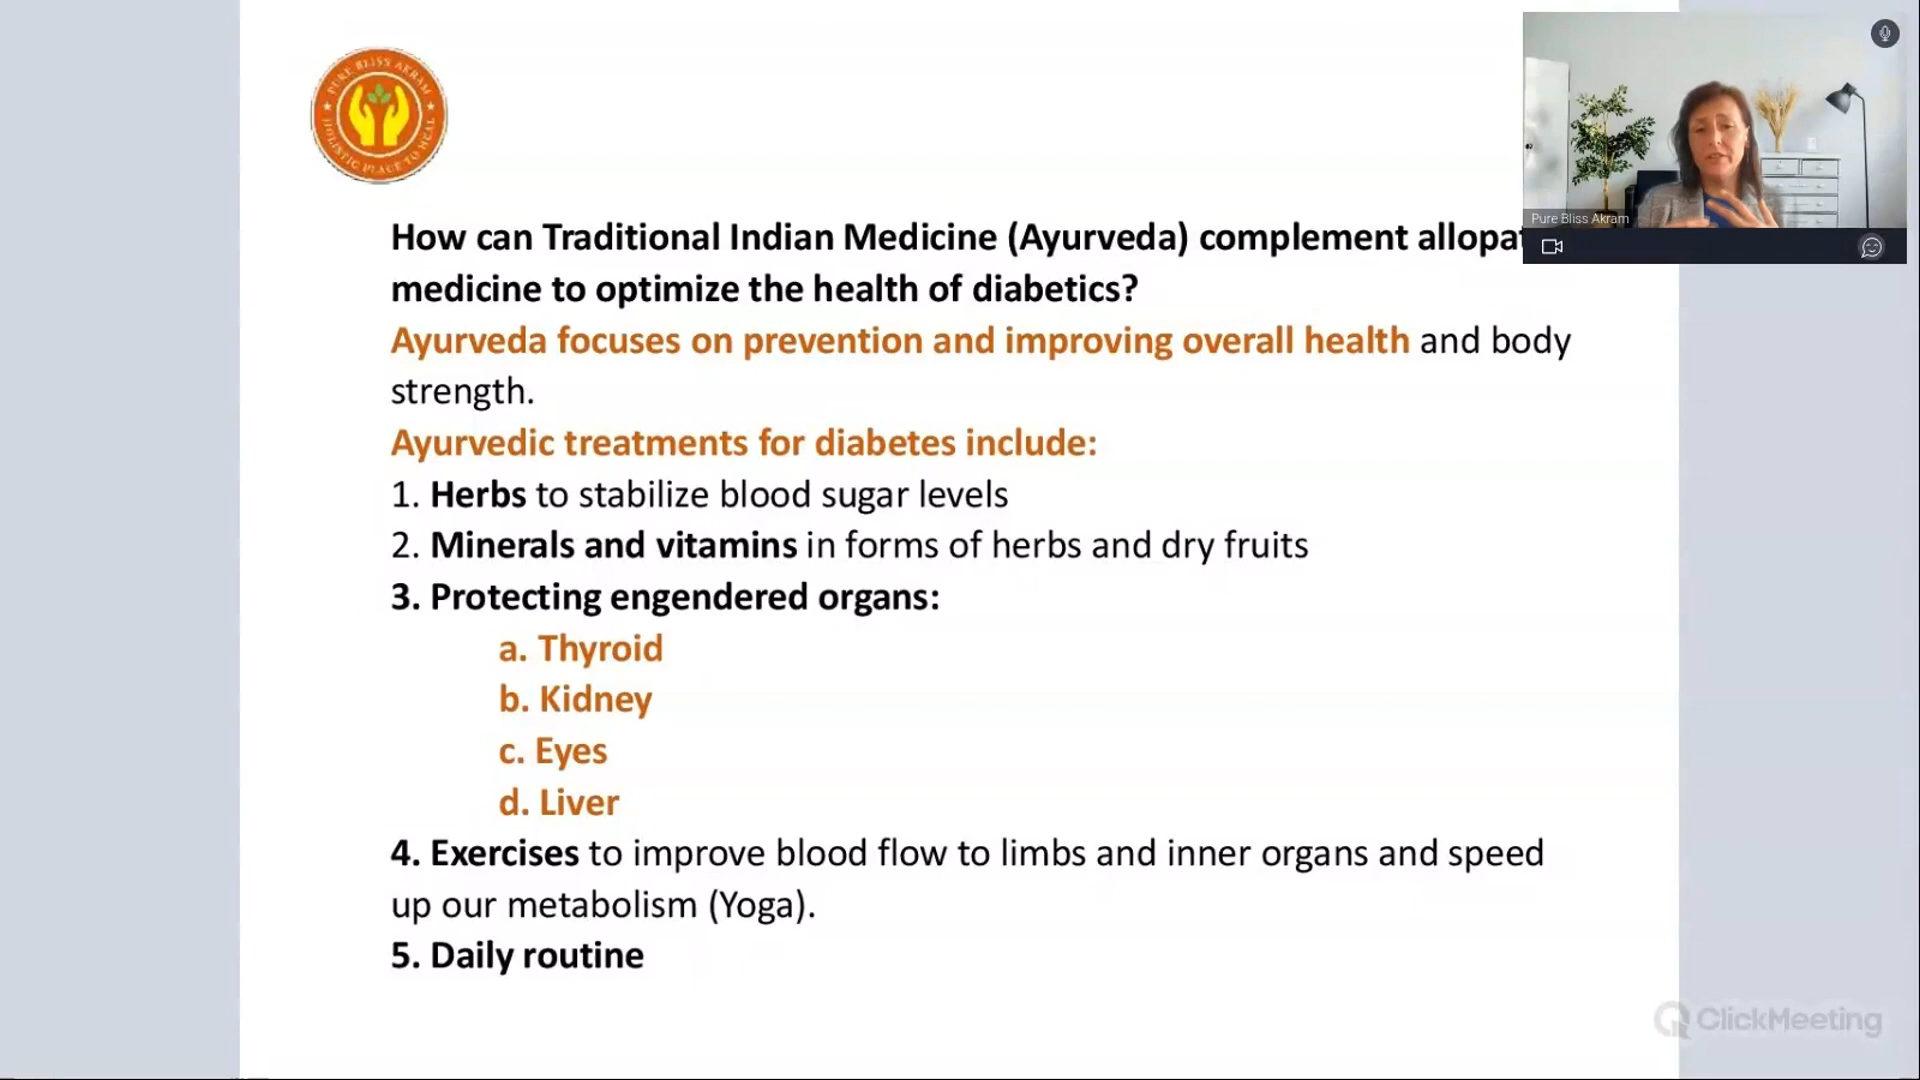 PURE BLISS AKRAM
HOLISTIC PLACE TO HEAL
Pure Bliss Akram
How can Traditional Indian Medicine (Ayurveda) complement allopat
medicine to optimize the health of diabetics?
Ayurveda focuses on prevention and improving overall health and body
strength.
Ayurvedic treatments for diabetes include:
1. Herbs to stabilize blood sugar levels
2. Minerals and vitamins in forms of herbs and dry fruits
3. Protecting engendered organs:
a. Thyroid
b. Kidney
c. Eyes
d. Liver
4. Exercises to improve blood flow to limbs and inner organs and speed
up our metabolism (Yoga).
5. Daily routine
ClickMeeting